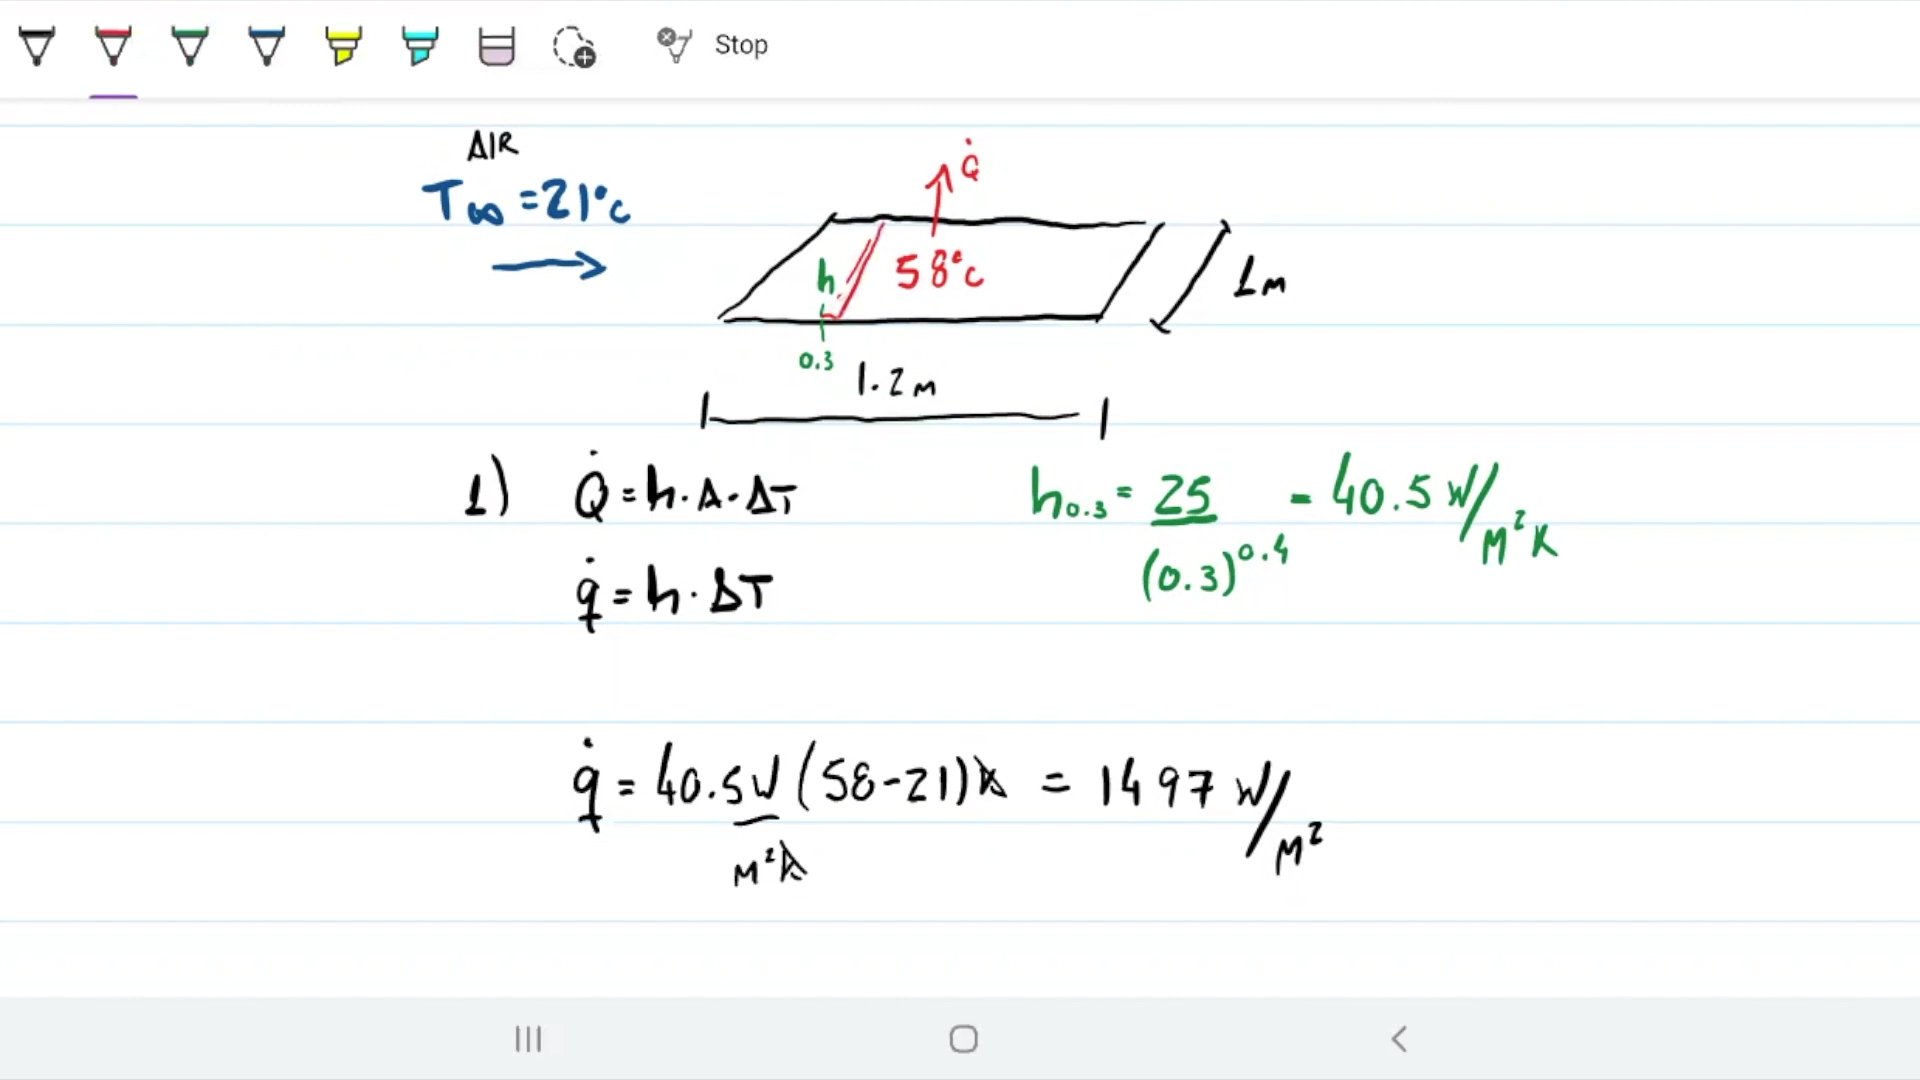 Stop
AIR
T∞ = 21°C
Q̇
h
58°C
1m
0.3
1.2m
1) Q̇ = h · A · ΔT
h0.3 = 25/(0.3)^0.4 = 40.5 W/m²K
q̇ = h · ΔT
q̇ = 40.5 W/m²K (58-21)K = 1497 W/m²